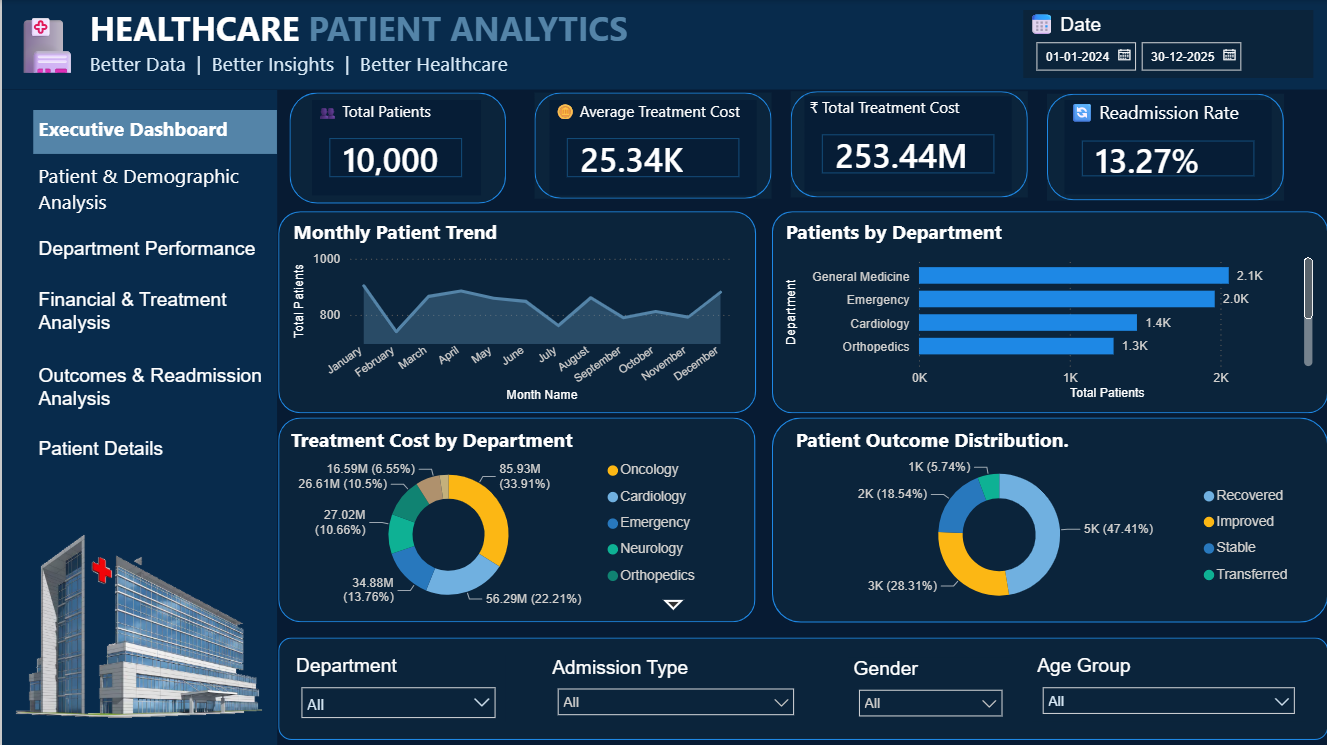 HEALTHCARE PATIENT ANALYTICS
Better Data | Better Insights | Better Healthcare
Date
01-01-2024
30-12-2025
Executive Dashboard
Patient & Demographic
Analysis
Department Performance
Financial & Treatment
Analysis
Outcomes & Readmission
Analysis
Patient Details
Total Patients
10,000
Average Treatment Cost
25.34K
₹ Total Treatment Cost
253.44M
Readmission Rate
13.27%
Monthly Patient Trend
Total Patients
1000
800
January
February
March
April
May
June
July
August
September
October
November
December
Month Name
Patients by Department
Department
General Medicine
2.1K
Emergency
2.0K
Cardiology
1.4K
Orthopedics
1.3K
0K
1K
2K
Total Patients
Treatment Cost by Department
16.59M (6.55%)
26.61M (10.5%)
27.02M
(10.66%)
34.88M
(13.76%)
85.93M
(33.91%)
56.29M (22.21%)
Oncology
Cardiology
Emergency
Neurology
Orthopedics
Patient Outcome Distribution.
1K (5.74%)
2K (18.54%)
3K (28.31%)
5K (47.41%)
Recovered
Improved
Stable
Transferred
Department
All
Admission Type
All
Gender
All
Age Group
All